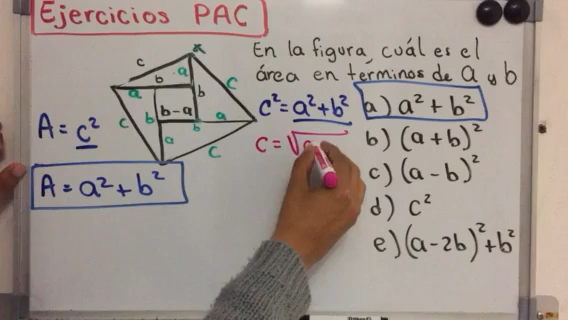 Ejercicios PAC
En la figura, cuál es el
área en términos de a y b
c
a
a
b
b
c
b-a
c
b
b
a
a
c
A = c²
A = a² + b²
c² = a² + b²
c = √
a) a² + b²
b) (a + b)²
c) (a - b)²
d) c²
e) (a - 2b)² + b²